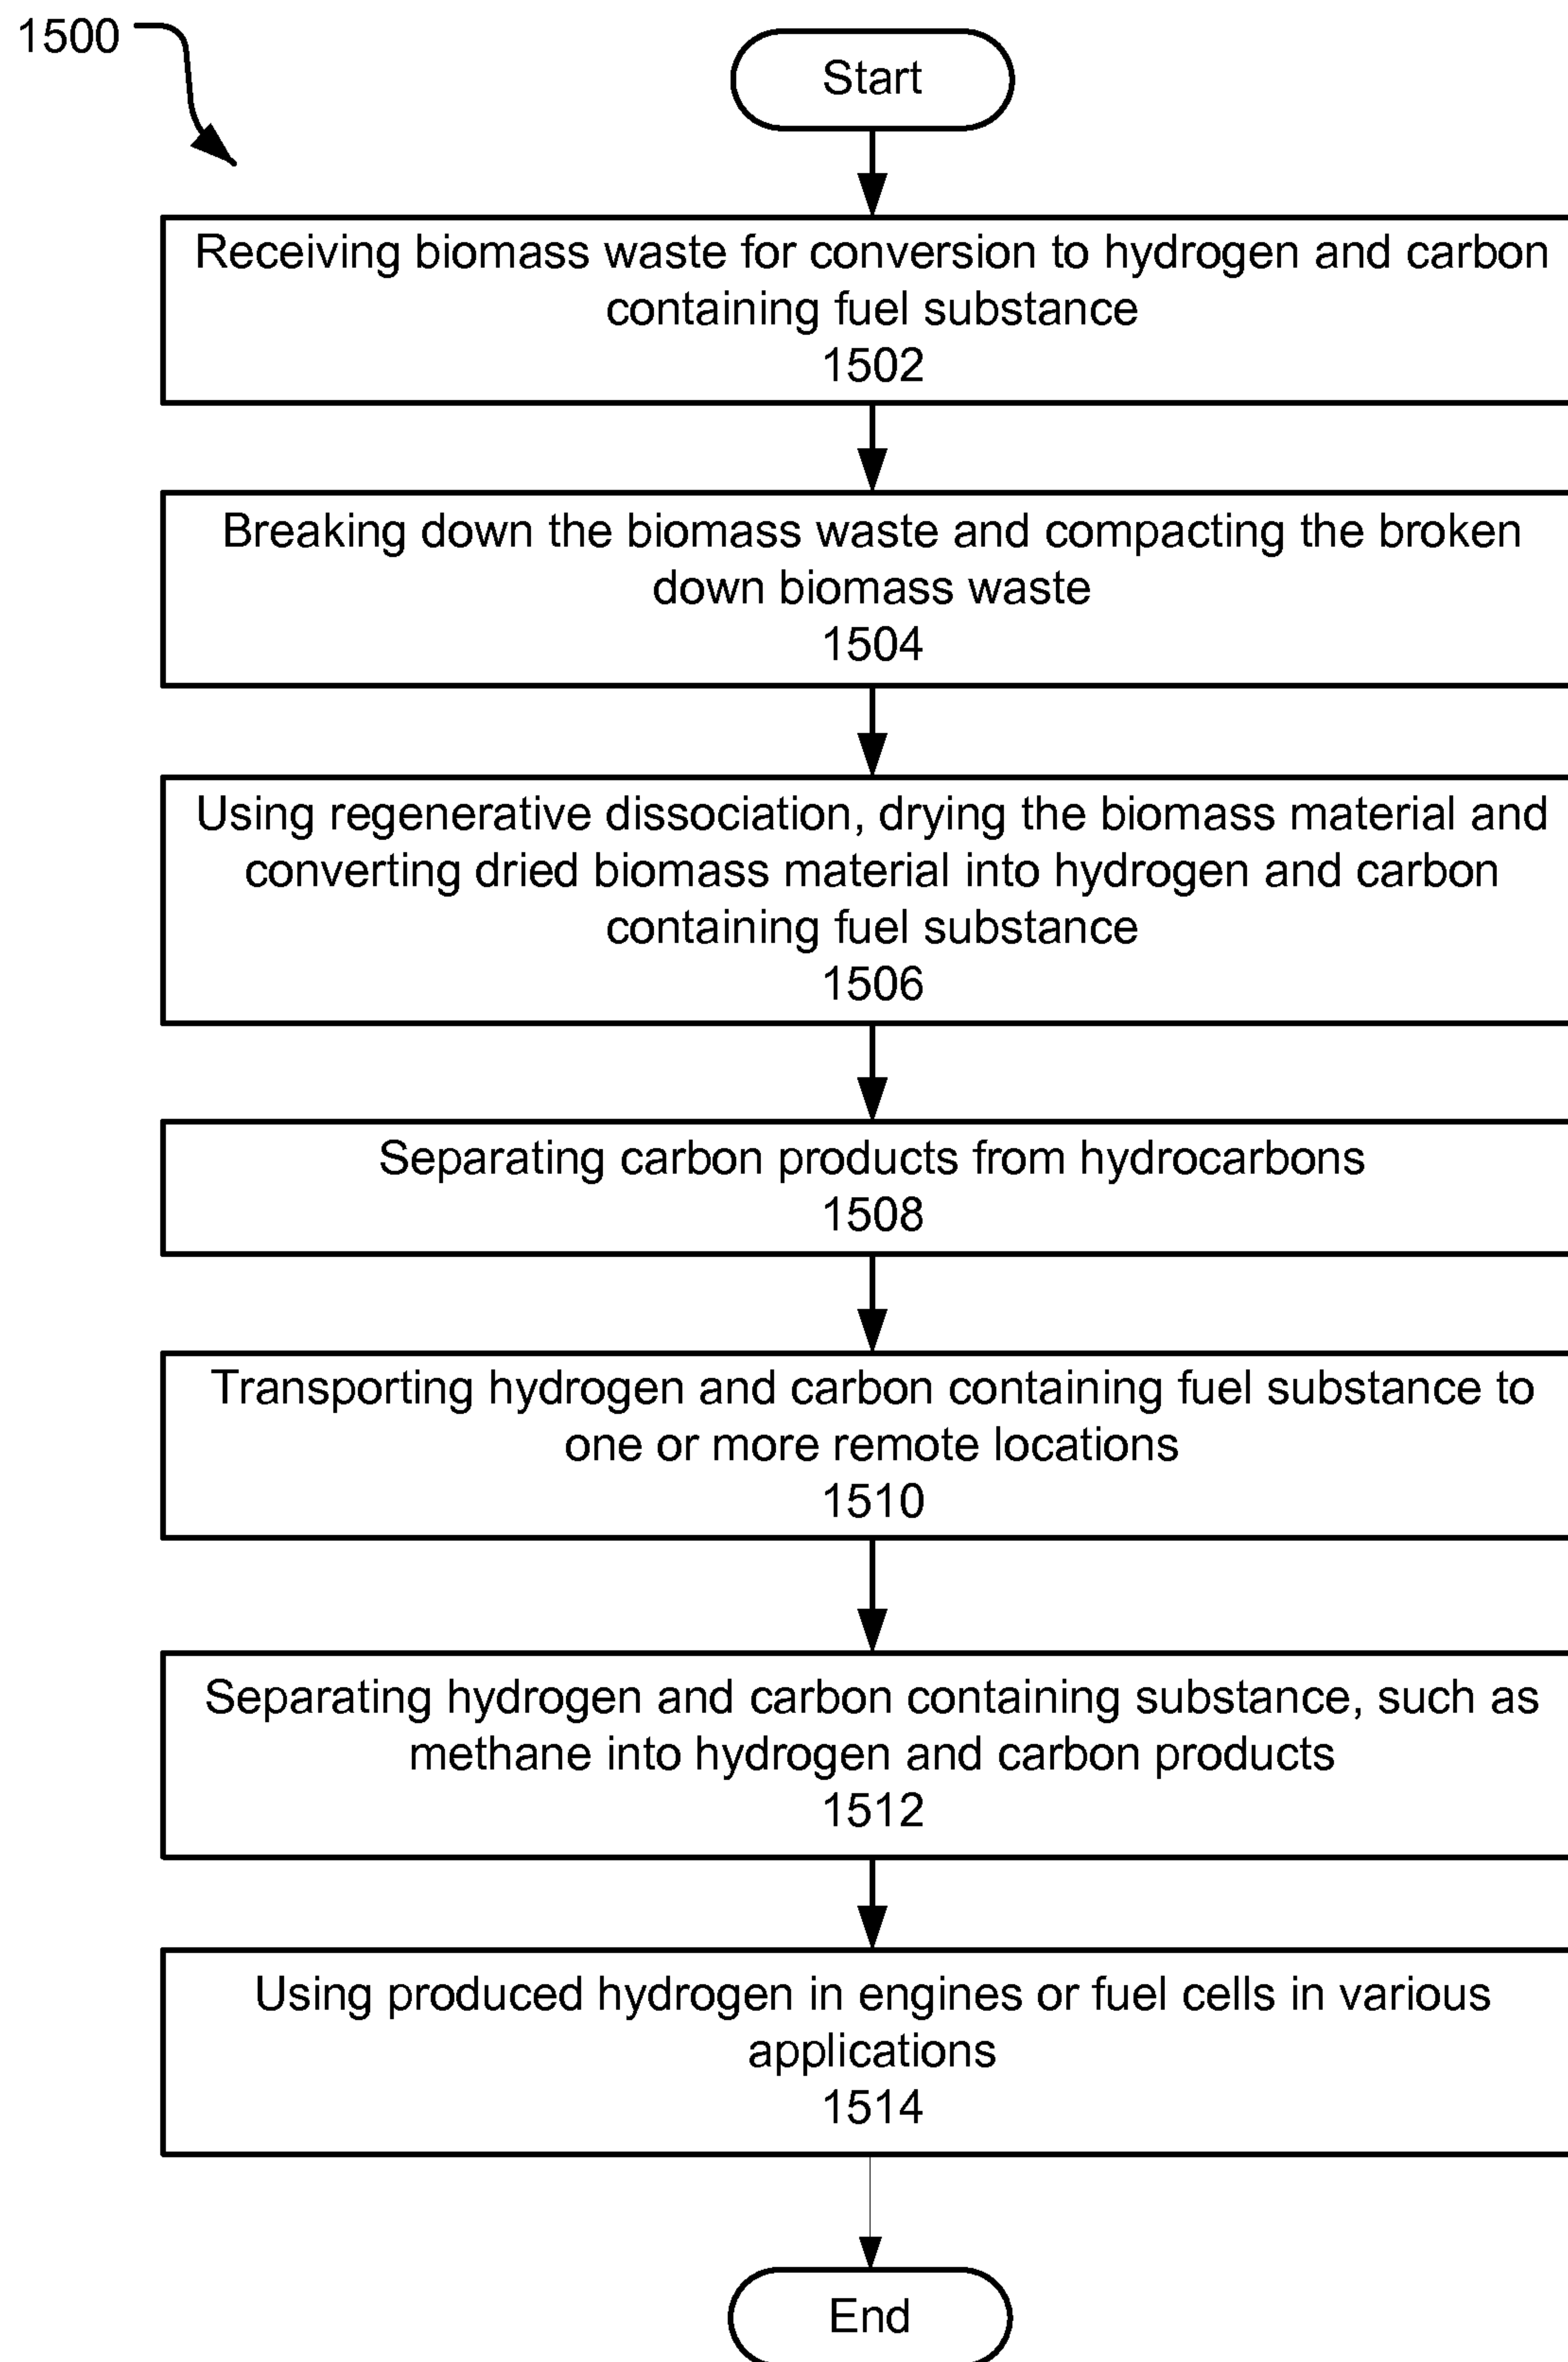 1500
Start
Receiving biomass waste for conversion to hydrogen and carbon
containing fuel substance
1502
Breaking down the biomass waste and compacting the broken
down biomass waste
1504
Using regenerative dissociation, drying the biomass material and
converting dried biomass material into hydrogen and carbon
containing fuel substance
1506
Separating carbon products from hydrocarbons
1508
Transporting hydrogen and carbon containing fuel substance to
one or more remote locations
1510
Separating hydrogen and carbon containing substance, such as
methane into hydrogen and carbon products
1512
Using produced hydrogen in engines or fuel cells in various
applications
1514
End